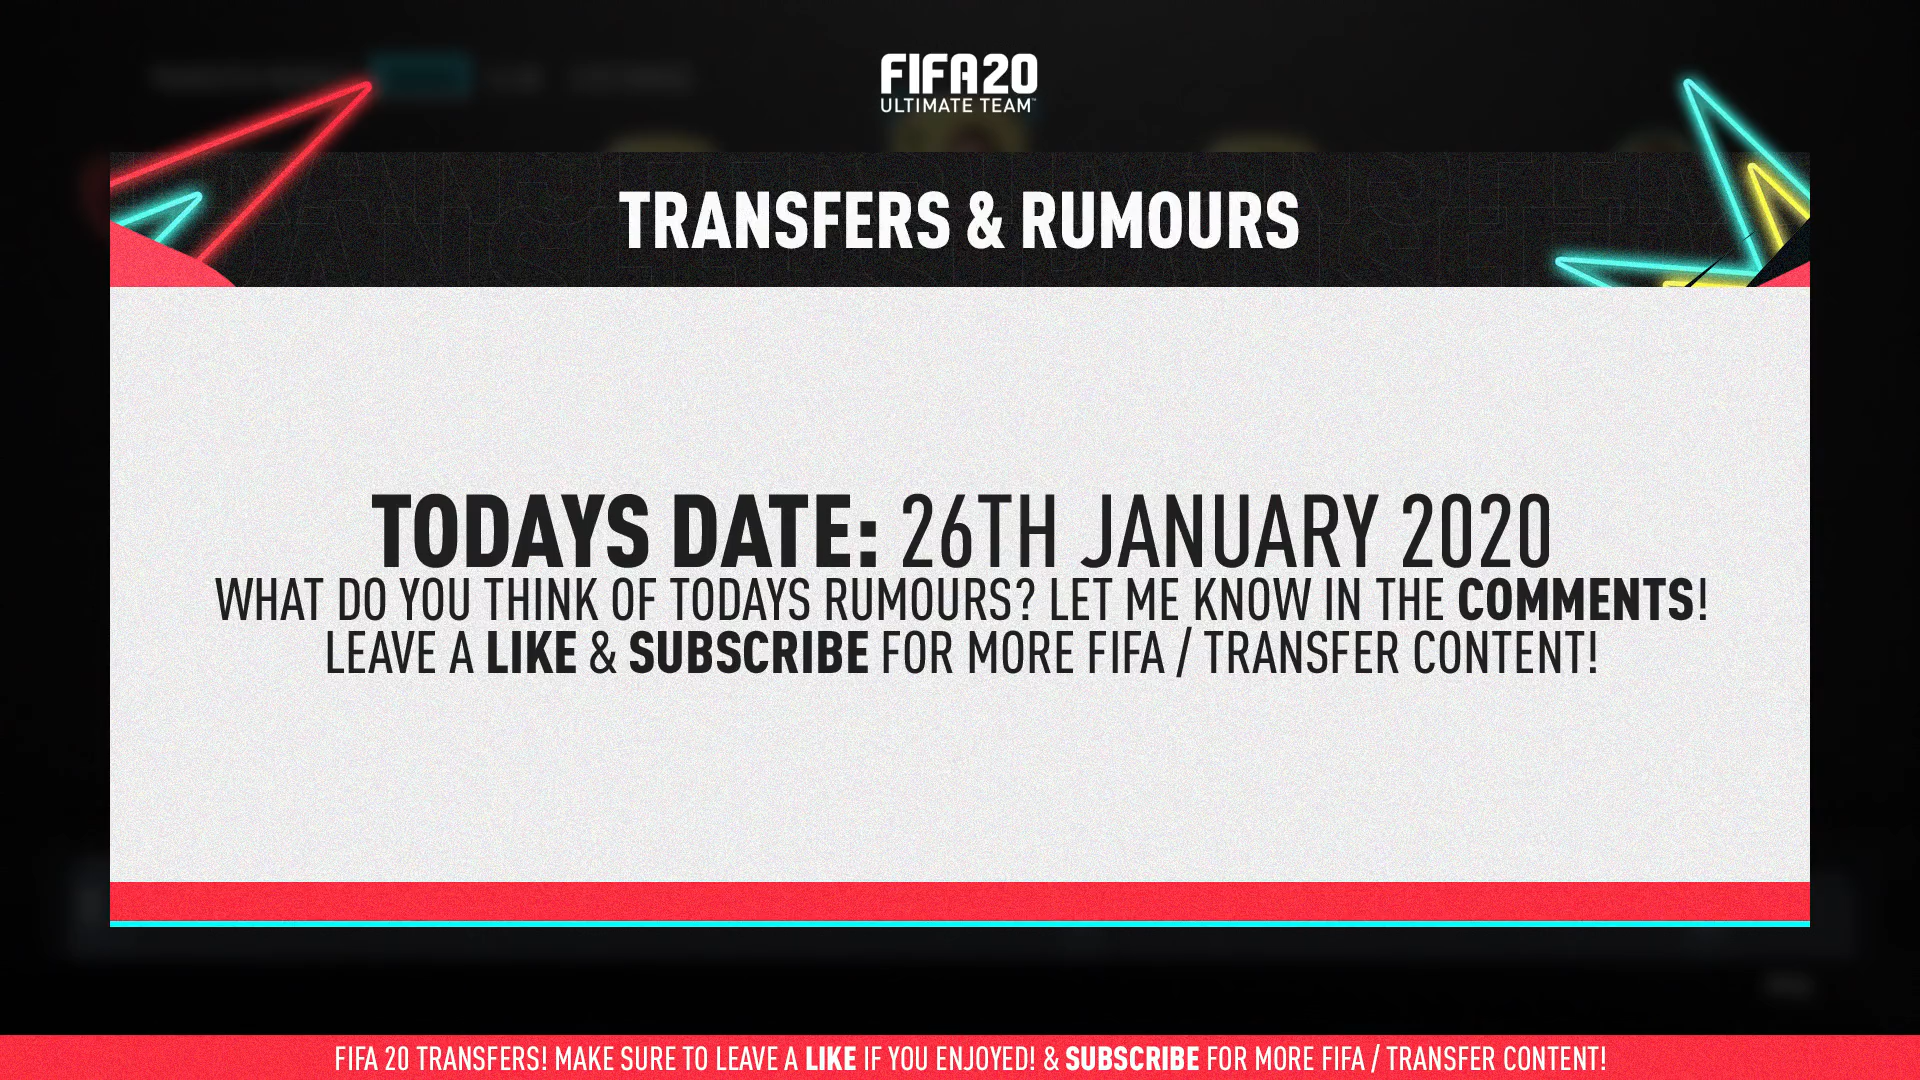 FIFA 20
ULTIMATE TEAM™
TRANSFERS & RUMOURS
TODAYS DATE: 26TH JANUARY 2020
WHAT DO YOU THINK OF TODAYS RUMOURS? LET ME KNOW IN THE COMMENTS!
LEAVE A LIKE & SUBSCRIBE FOR MORE FIFA / TRANSFER CONTENT!
FIFA 20 TRANSFERS! MAKE SURE TO LEAVE A LIKE IF YOU ENJOYED! & SUBSCRIBE FOR MORE FIFA / TRANSFER CONTENT!